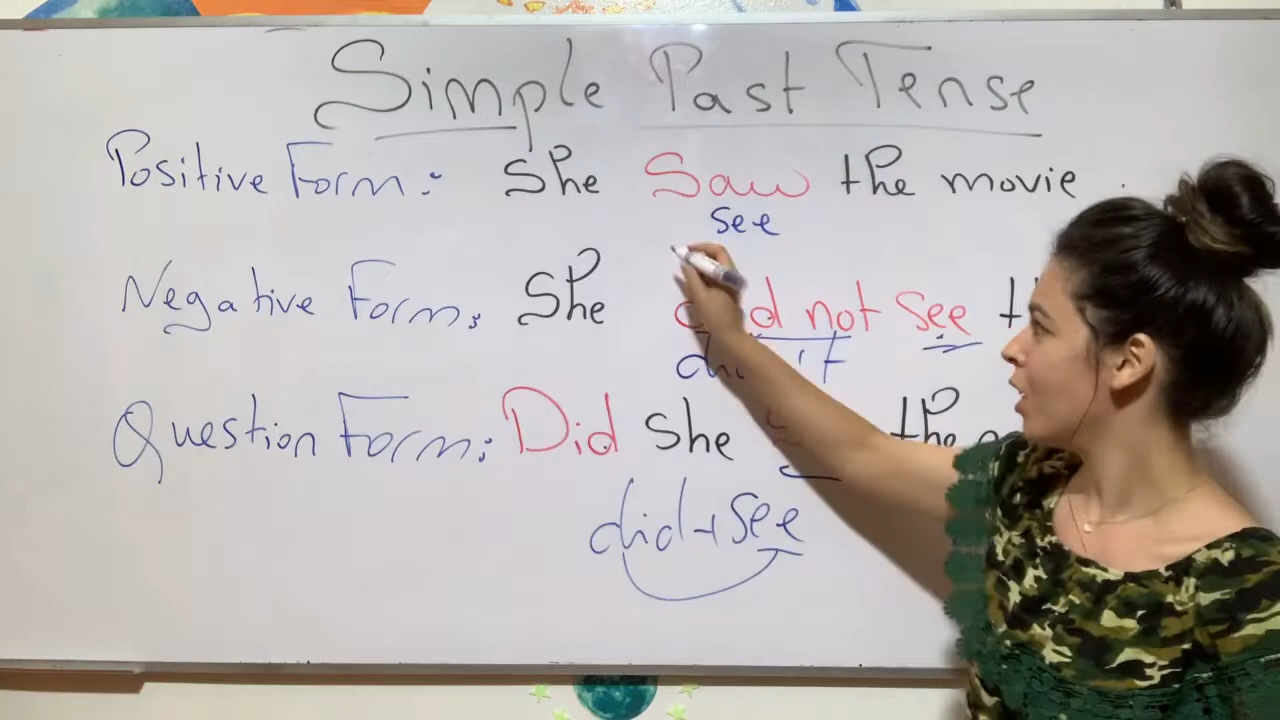 Simple Past Tense
Positive Form: She Saw the movie.
see
Negative Form: She did not see
Question Form: Did she the
did+see